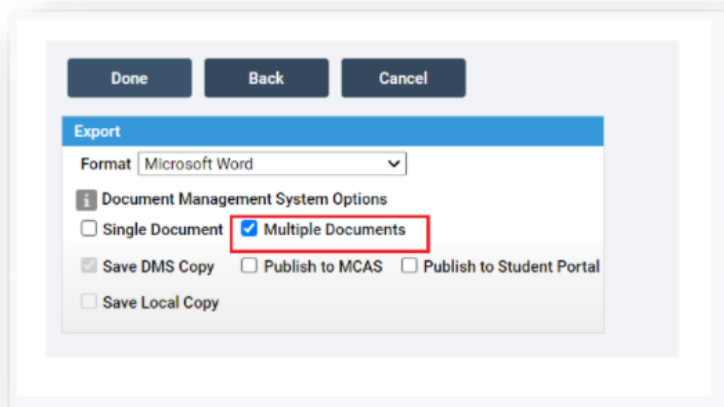 Done Back Cancel
Export
Format Microsoft Word
i Document Management System Options
Single Document Multiple Documents
Save DMS Copy Publish to MCAS Publish to Student Portal
Save Local Copy